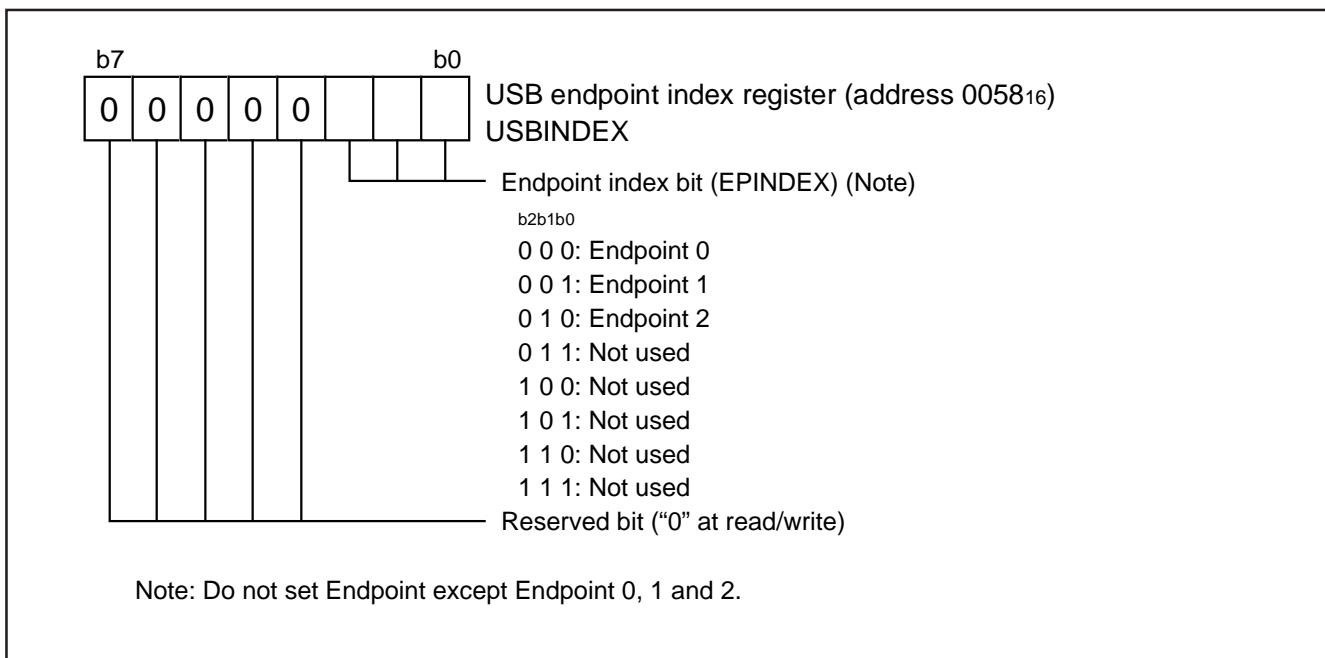 b7 b0
0 0 0 0 0
USB endpoint index register (address 005816)
USBINDEX
Endpoint index bit (EPINDEX) (Note)
b2b1b0
0 0 0: Endpoint 0
0 0 1: Endpoint 1
0 1 0: Endpoint 2
0 1 1: Not used
1 0 0: Not used
1 0 1: Not used
1 1 0: Not used
1 1 1: Not used
Reserved bit (“0” at read/write)
Note: Do not set Endpoint except Endpoint 0, 1 and 2.